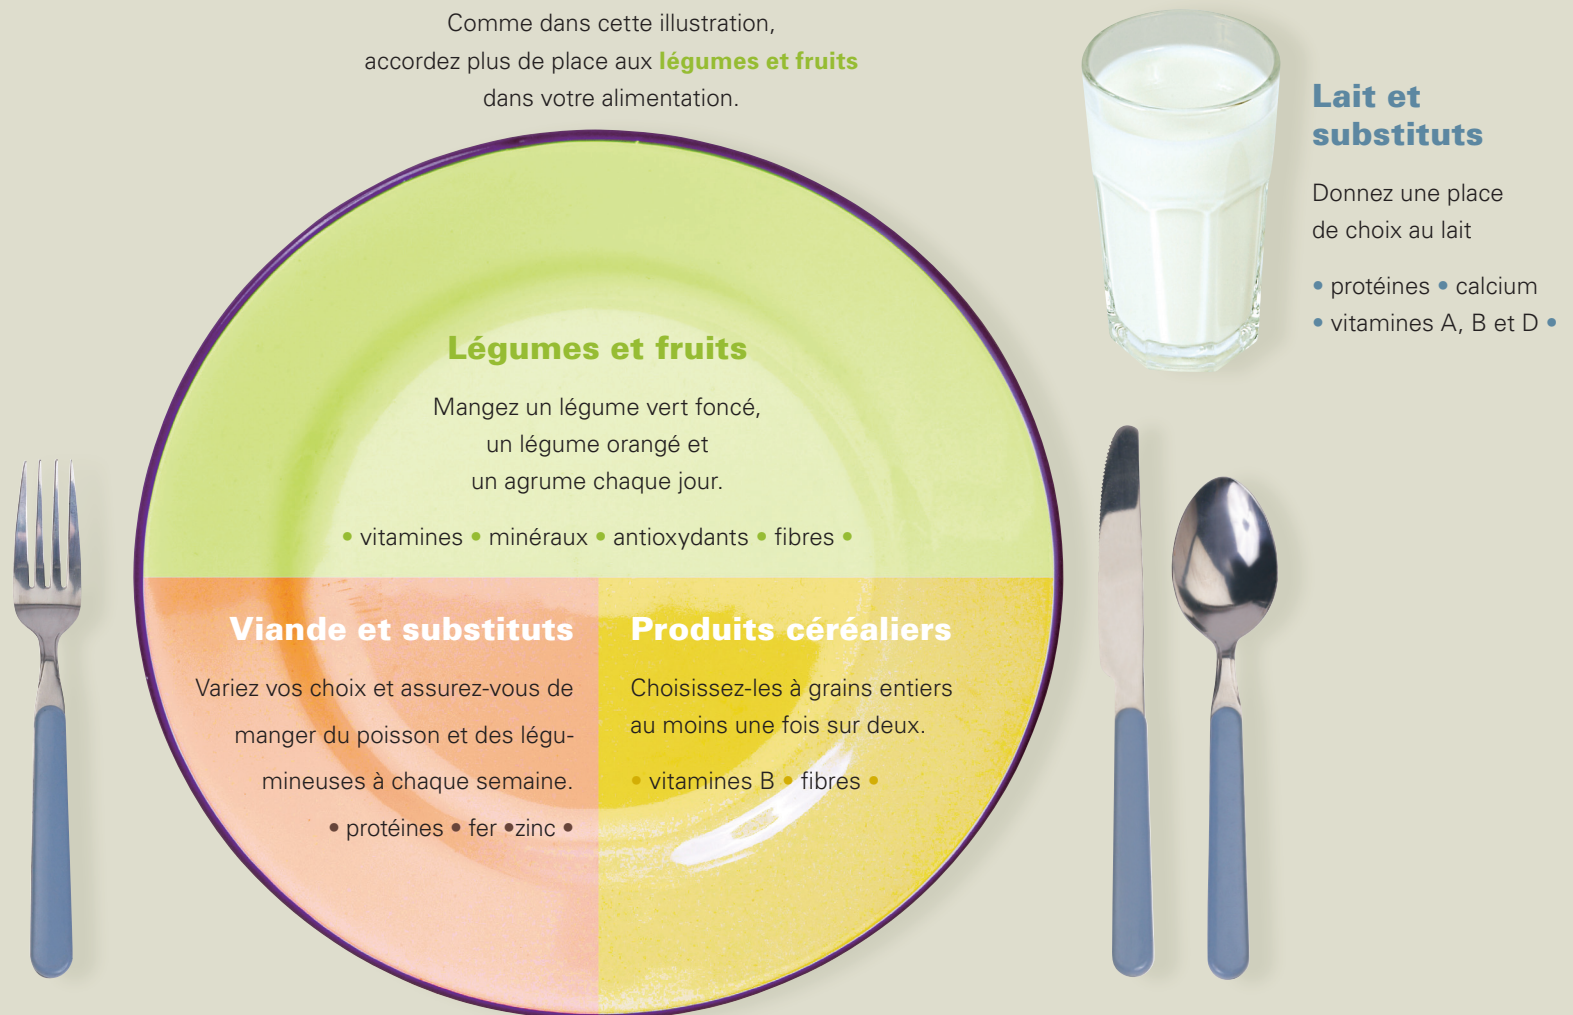 Comme dans cette illustration,
accordez plus de place aux légumes et fruits
dans votre alimentation.
Lait et
substituts
Donnez une place
de choix au lait
• protéines • calcium
• vitamines A, B et D •
Légumes et fruits
Mangez un légume vert foncé,
un légume orangé et
un agrume chaque jour.
• vitamines • minéraux • antioxydants • fibres •
Viande et substituts
Variez vos choix et assurez-vous de
manger du poisson et des légu-
mineuses à chaque semaine.
• protéines • fer •zinc •
Produits céréaliers
Choisissez-les à grains entiers
au moins une fois sur deux.
• vitamines B • fibres •